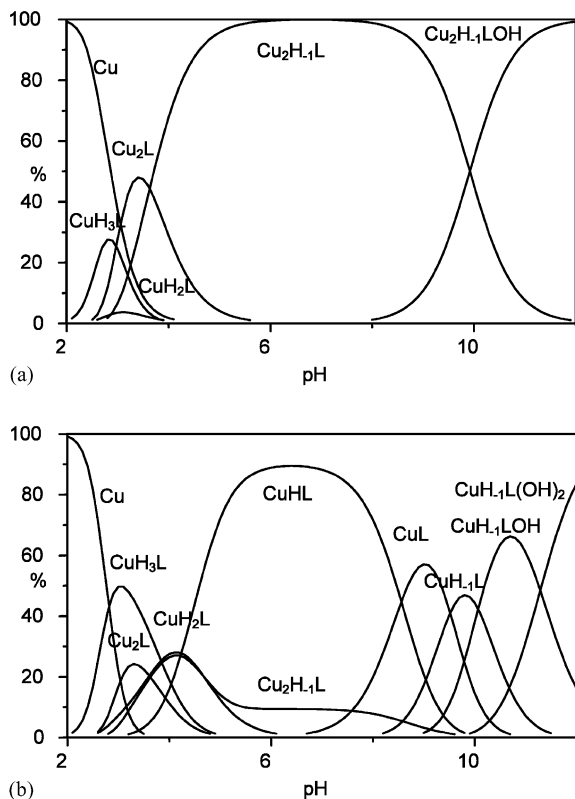 100
80
60
%
40
20
0
Cu
Cu₂L
CuH₃L
CuH₂L
Cu₂H₋₁L
Cu₂H₋₁LOH
2
6
10
pH
(a)
100
80
60
%
40
20
0
Cu
CuH₃L
Cu₂L
CuH₂L
CuHL
Cu₂H₋₁L
CuL
CuH₋₁L(OH)₂
CuH₋₁LOH
CuH₋₁L
2
6
10
pH
(b)